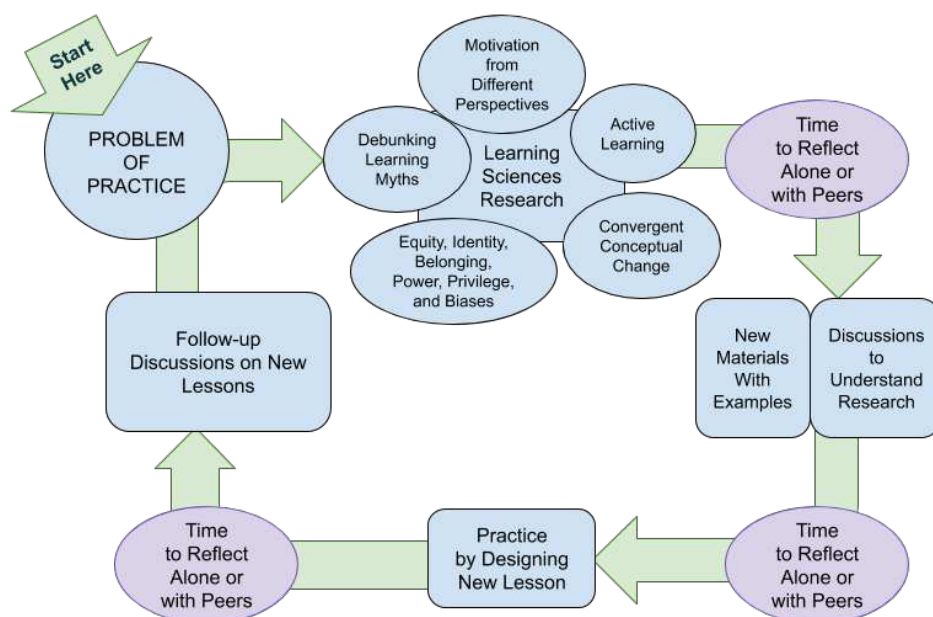 Start
Here
PROBLEM
OF
PRACTICE
Motivation
from
Different
Perspectives
Debunking
Learning
Myths
Learning
Sciences
Research
Active
Learning
Equity, Identity,
Belonging,
Power, Privilege,
and Biases
Convergent
Conceptual
Change
Time
to Reflect
Alone or
with Peers
New
Materials
With
Examples
Discussions
to
Understand
Research
Time
to Reflect
Alone or
with Peers
Practice
by Designing
New Lesson
Time
to Reflect
Alone or
with Peers
Follow-up
Discussions on New
Lessons